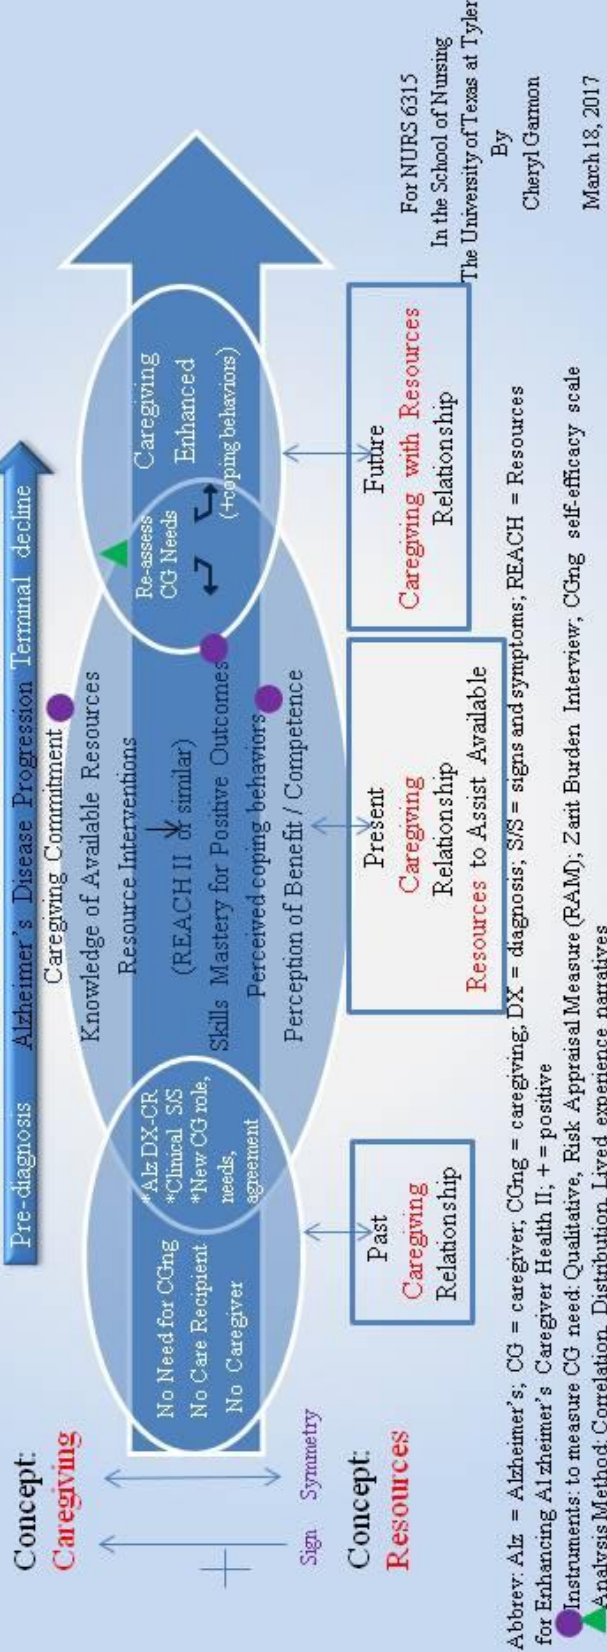 Pre-diagnosis Alzheimer's Disease Progression Terminal decline
Concept:
Caregiving
Caregiving Commitment
Knowledge of Available Resources
Resource Interventions
(REACH II or similar)
Skills Mastery for Positive Outcomes
Perceived coping behaviors
Perception of Benefit / Competence
No Need for CGng
No Care Recipient
No Caregiver
*Alz DX-CR
*Clinical S/S
*New CG role,
needs,
agreement
Re-assess
CG Needs
Caregiving
Enhanced
(+coping behaviors)
+
Sign Symmetry
Concept:
Resources
Past
Caregiving
Relationship
Present
Caregiving
Relationship
Resources to Assist Available
Future
Caregiving with Resources
Relationship
For NURS 6315
In the School of Nursing
The University of Texas at Tyler
By
Cheryl Garmon
March 18, 2017
Abbrev: Alz = Alzheimer's, CG = caregiver; CGng = caregiving; DX = diagnosis; S/S = signs and symptoms; REACH = Resources
for Enhancing Alzheimer's Caregiver Health II; + = positive
Instruments: to measure CG need: Qualitative, Risk Appraisal Measure (RAM); Zarit Burden Interview; CGng self-efficacy scale
Analysis Method: Correlation, Distribution, Lived experience narratives